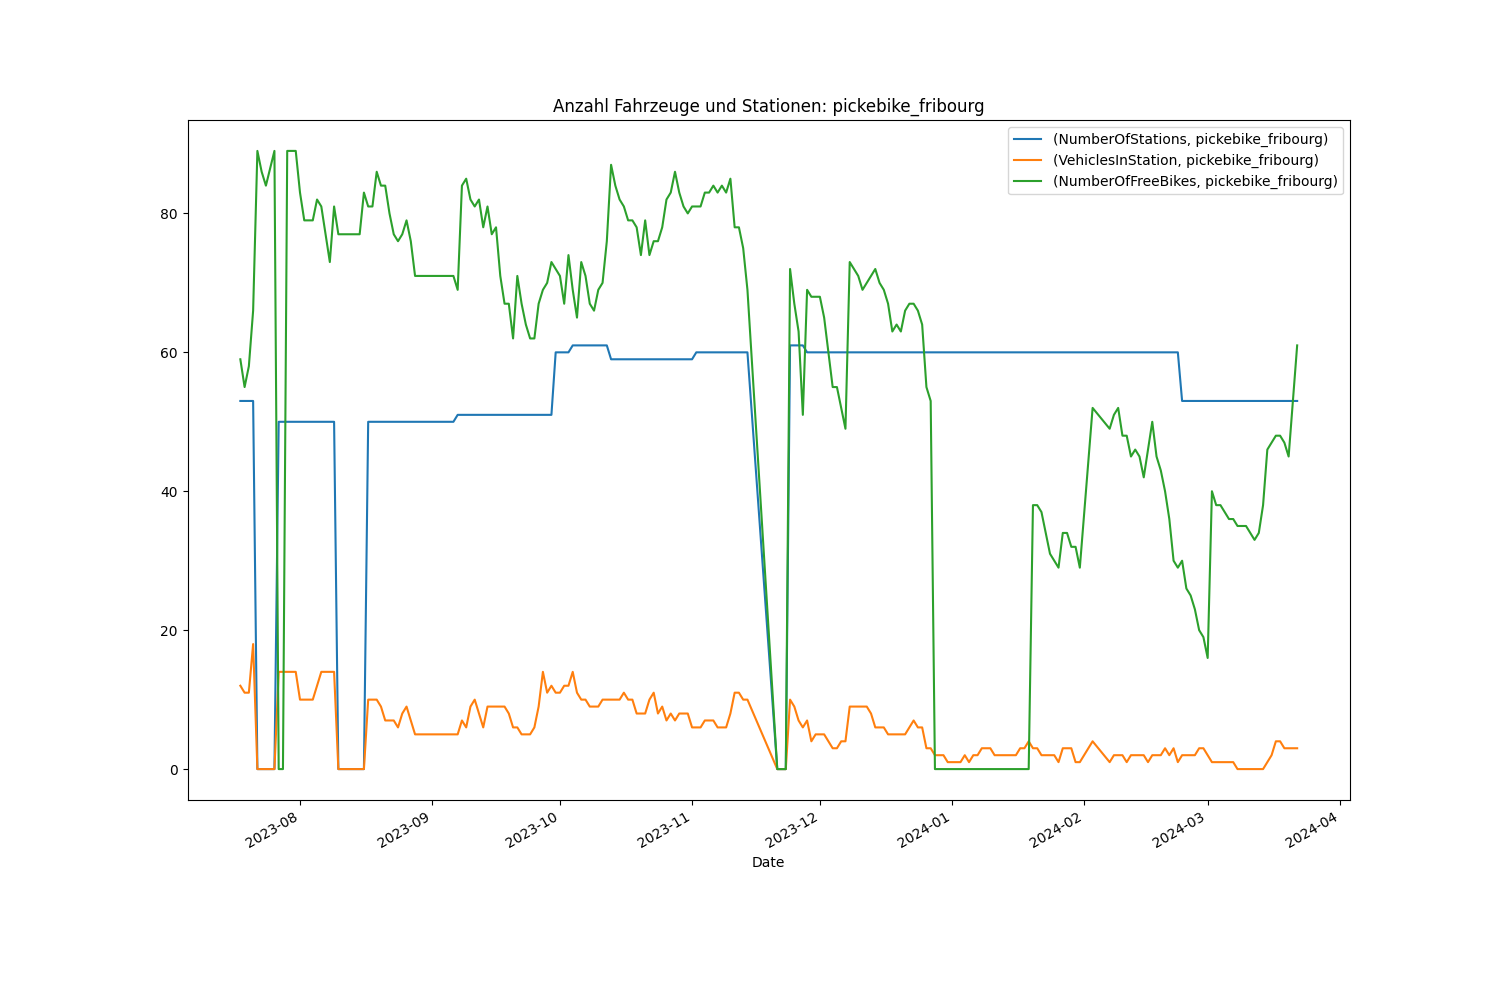 Anzahl Fahrzeuge und Stationen: pickebike_fribourg
(NumberOfStations, pickebike_fribourg)
(VehiclesInStation, pickebike_fribourg)
(NumberOfFreeBikes, pickebike_fribourg)
80
60
40
20
0
2023-08
2023-09
2023-10
2023-11
2023-12
2024-01
2024-02
2024-03
2024-04
Date